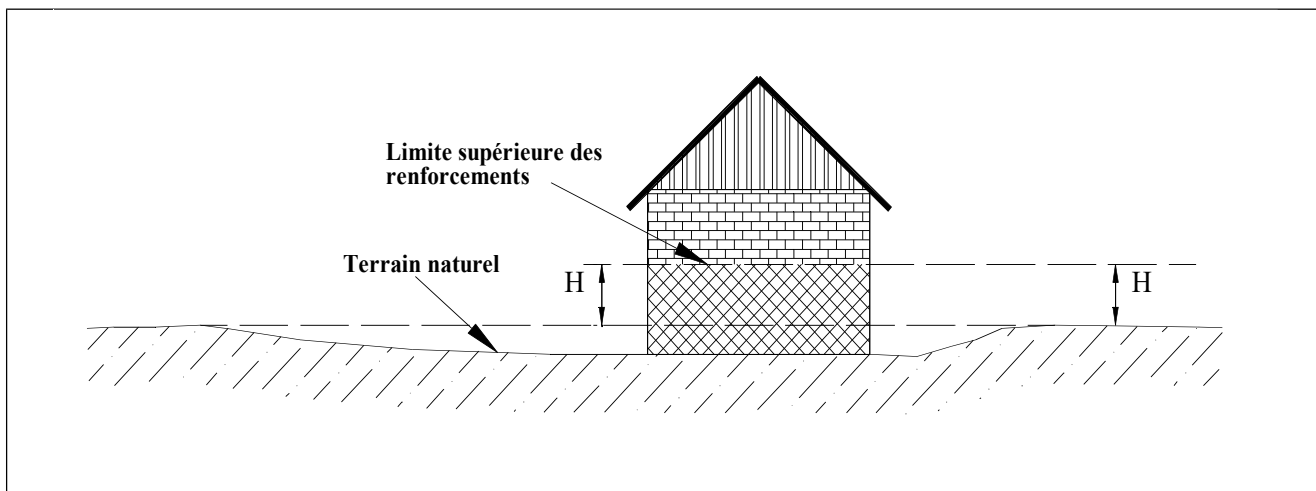 Limite supérieure des
renforcements
Terrain naturel
H
H